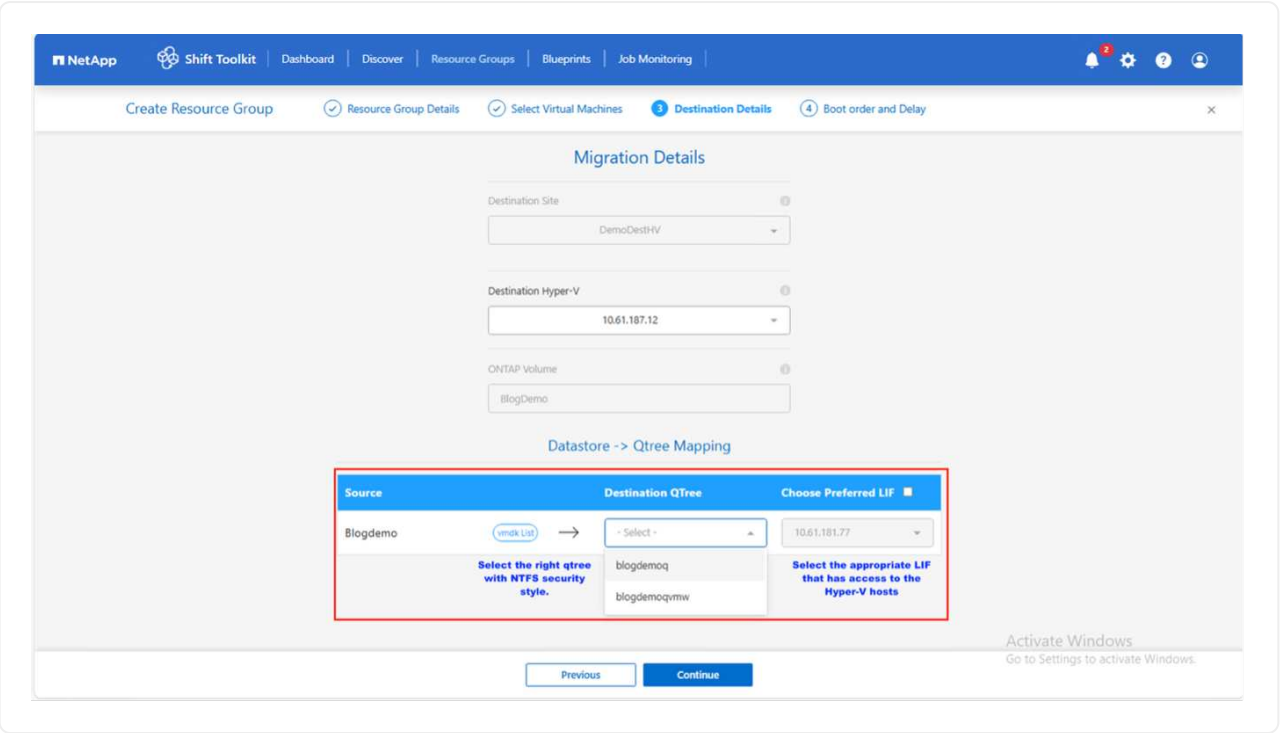 NetApp Shift Toolkit Dashboard Discover Resource Groups Blueprints Job Monitoring 2 ?
Create Resource Group Resource Group Details Select Virtual Machines 3 Destination Details 4 Boot order and Delay ×
Migration Details
Destination Site
DemoDestHV
Destination Hyper-V
10.61.187.12
ONTAP Volume
BlogDemo
Datastore -> Qtree Mapping
Source Destination QTree Choose Preferred LIF
Blogdemo vmdk List → - Select - 10.61.181.77
Select the right qtree
with NTFS security
style.
blogdemoq
blogdemoqvmw
Select the appropriate LIF
that has access to the
Hyper-V hosts
Activate Windows
Go to Settings to activate Windows.
Previous Continue